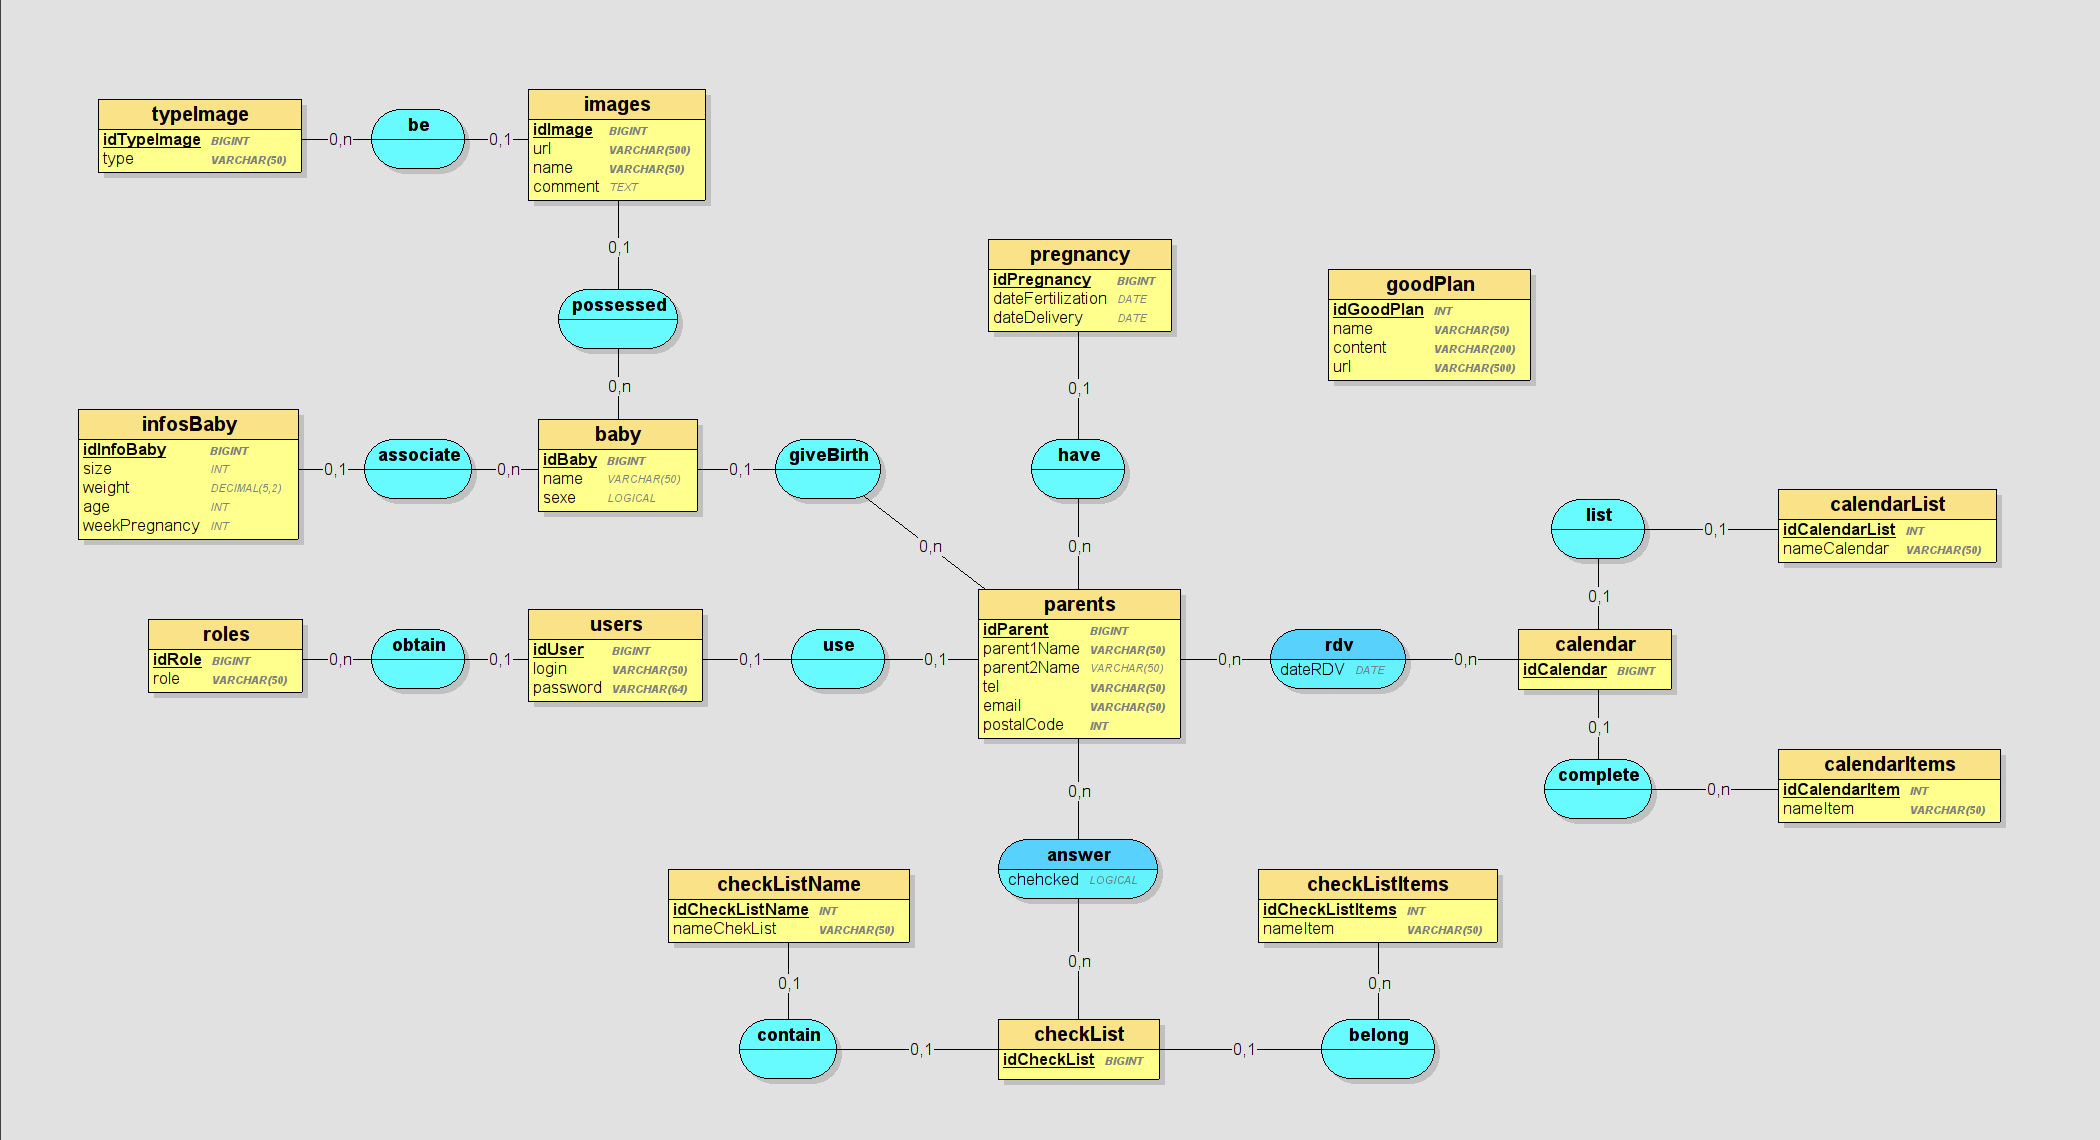 typeImage
idTypeImage BIGINT
type VARCHAR(50)
0,n
be
0,1
images
idImage BIGINT
url VARCHAR(500)
name VARCHAR(50)
comment TEXT
0,1
possessed
0,n
pregnancy
idPregnancy BIGINT
dateFertilization DATE
dateDelivery DATE
0,1
have
0,n
goodPlan
idGoodPlan INT
name VARCHAR(50)
content VARCHAR(200)
url VARCHAR(500)
infosBaby
idInfoBaby BIGINT
size INT
weight DECIMAL(5,2)
age INT
weekPregnancy INT
0,1
associate
0,n
baby
idBaby BIGINT
name VARCHAR(50)
sexe LOGICAL
0,1
giveBirth
0,n
list
0,1
calendarList
idCalendarList INT
nameCalendar VARCHAR(50)
0,1
roles
idRole BIGINT
role VARCHAR(50)
0,n
obtain
0,1
users
idUser BIGINT
login VARCHAR(50)
password VARCHAR(64)
0,1
use
0,1
parents
idParent BIGINT
parent1Name VARCHAR(50)
parent2Name VARCHAR(50)
tel VARCHAR(50)
email VARCHAR(50)
postalCode INT
0,n
rdv
dateRDV DATE
0,n
calendar
idCalendar BIGINT
0,1
complete
0,n
calendarItems
idCalendarItem INT
nameItem VARCHAR(50)
0,n
answer
chehcked LOGICAL
0,n
checkListName
idCheckListName INT
nameChekList VARCHAR(50)
0,1
contain
0,1
checkList
idCheckList BIGINT
0,1
belong
0,n
checkListItems
idCheckListItems INT
nameItem VARCHAR(50)